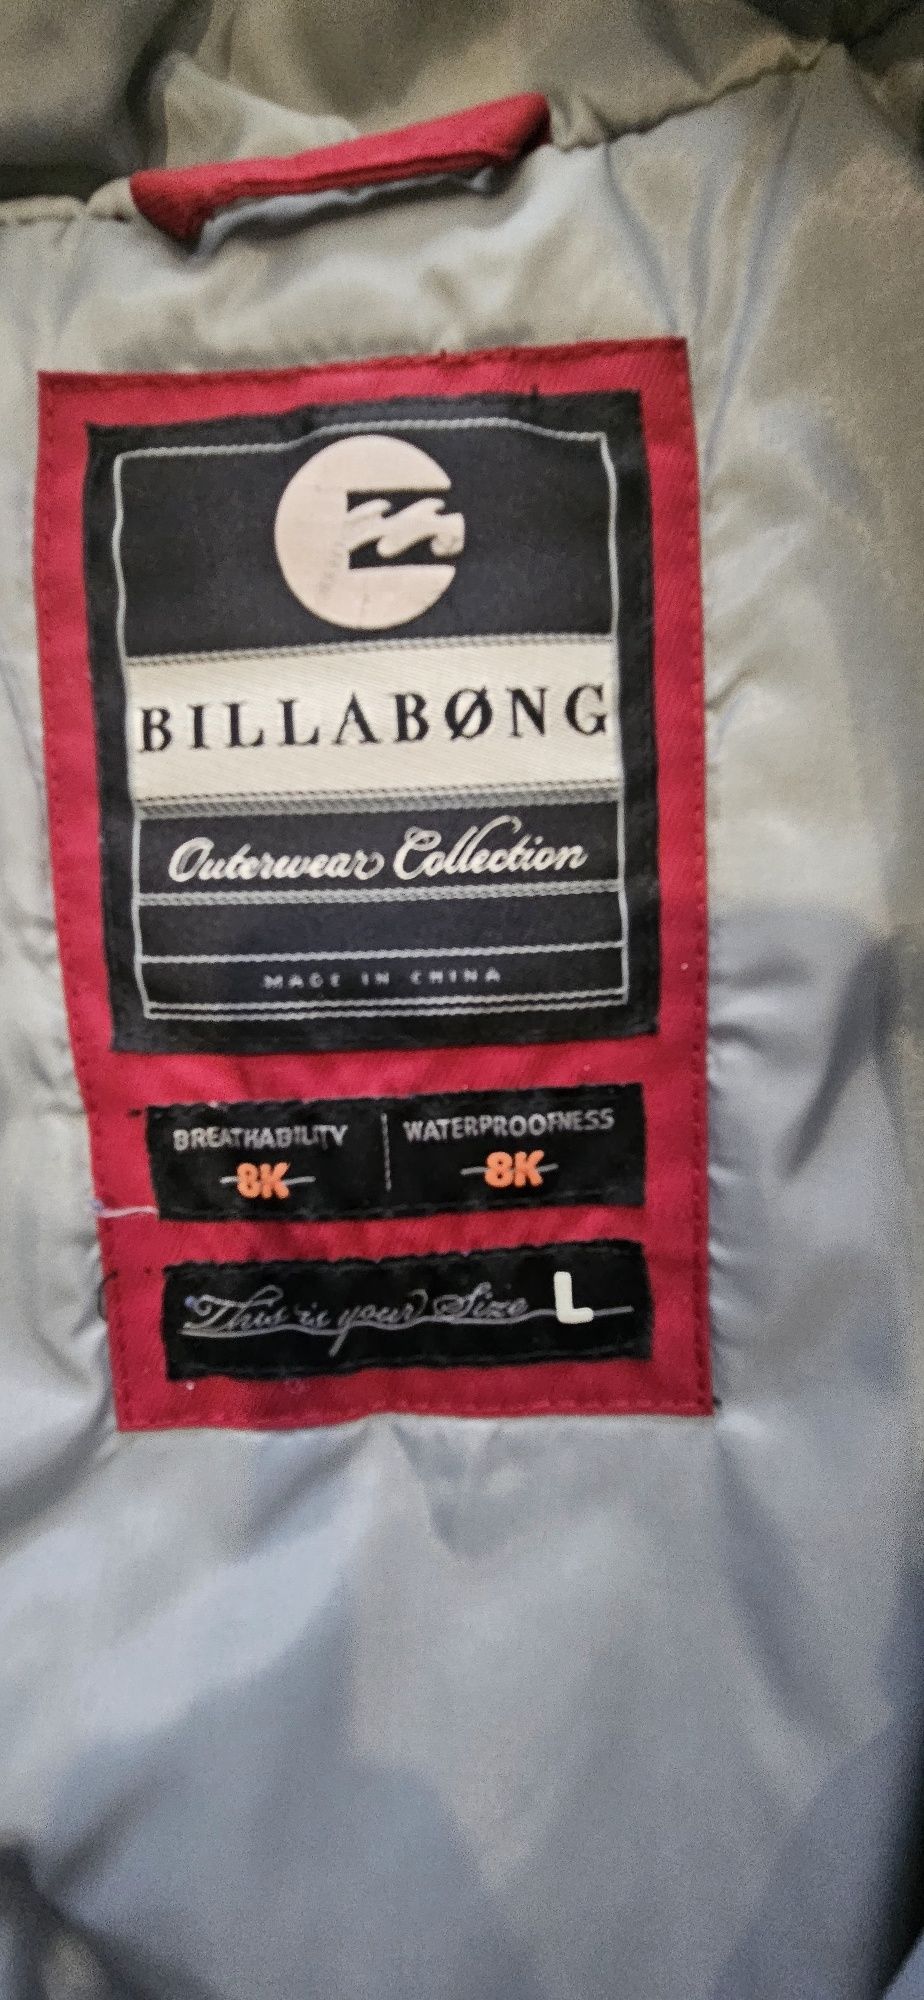 BILLABØNG
Outerwear Collection
MADE IN CHINA
BREATHABILITY WATERPROOFNESS
8K 8K
This is your Size L